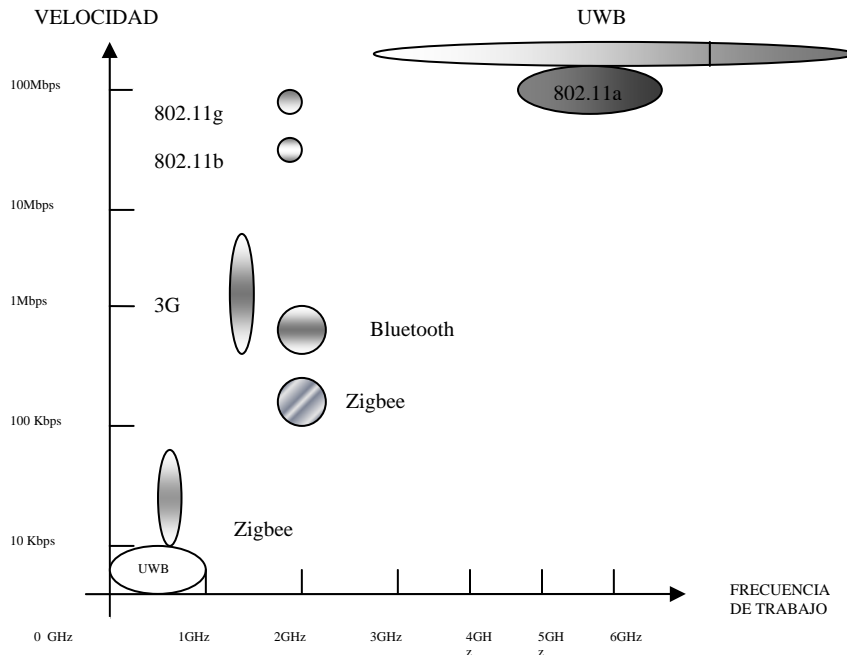 VELOCIDAD
UWB
100Mbps
802.11a
802.11g
802.11b
10Mbps
1Mbps
3G
Bluetooth
Zigbee
100 Kbps
Zigbee
10 Kbps
UWB
FRECUENCIA
DE TRABAJO
0 GHz
1GHz
2GHz
3GHz
4GH
z
5GH
z
6GHz